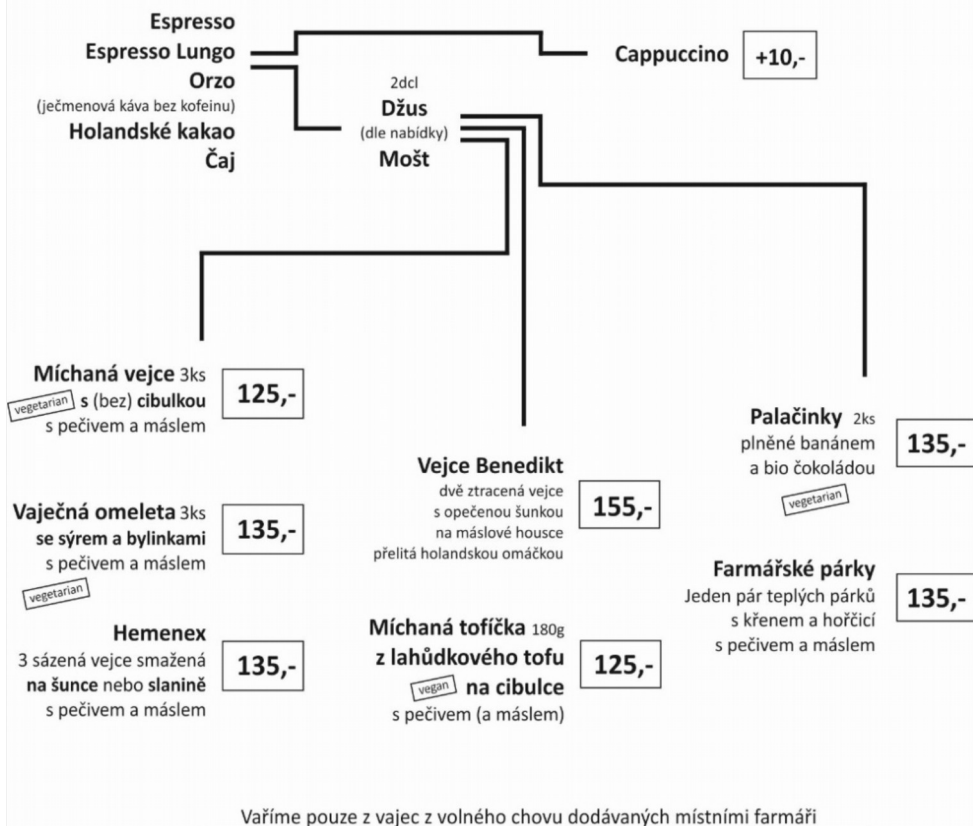 Espresso
Espresso Lungo
Orzo
(ječmenová káva bez kofeinu)
Holandské kakao
Čaj
Cappuccino +10,-
2dcl
Džus
(dle nabídky)
Mošt
Míchaná vejce 3ks
vegetarian s (bez) cibulkou
s pečivem a máslem
125,-
Vaječná omeleta 3ks
se sýrem a bylinkami
s pečivem a máslem
vegetarian
135,-
Hemenex
3 sázená vejce smažená
na šunce nebo slanině
s pečivem a máslem
135,-
Vejce Benedikt
dvě ztracená vejce
s opečenou šunkou
na máslové housce
přelitá holandskou omáčkou
155,-
Míchaná tofíčka 180g
z lahůdkového tofu
vegan na cibulce
s pečivem (a máslem)
125,-
Palačinky 2ks
plněné banánem
a bio čokoládou
vegetarian
135,-
Farmářské párky
Jeden pár teplých párků
s křenem a hořčicí
s pečivem a máslem
135,-
Vaříme pouze z vajec z volného chovu dodávaných místními farmáři